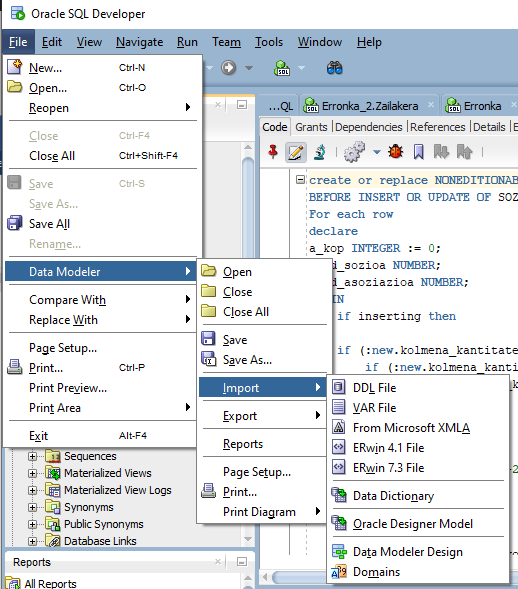 Oracle SQL Developer
File Edit View Navigate Run Team Tools Window Help
New... Ctrl-N
Open... Ctrl-O
Reopen
Close Ctrl-F4
Close All Ctrl+Shift-F4
Save Ctrl-S
Save As...
Save All
Rename...
Data Modeler
Compare With
Replace With
Page Setup...
Print... Ctrl-P
Print Preview...
Print Area
Exit Alt-F4
Open
Close
Close All
Save
Save As...
Import
Export
Reports
Page Setup...
Print...
Print Diagram
DDL File
VAR File
From Microsoft XMLA
ERwin 4.1 File
ERwin 7.3 File
Data Dictionary
Oracle Designer Model
Data Modeler Design
Domains
...QL Erronka_2.Zailakera Erronka
Code Grants Dependencies References Details E
create or replace NONEDITIONAB
BEFORE INSERT OR UPDATE OF SOZ
For each row
declare
a_kop INTEGER := 0;
d_sozioa NUMBER;
d_asoziazioa NUMBER;
IN
if inserting then
if (:new.kolmena_kantitate
if (:new.kolmena_kanti
Sequences
Materialized Views
Materialized View Logs
Synonyms
Public Synonyms
Database Links
Reports
All Reports